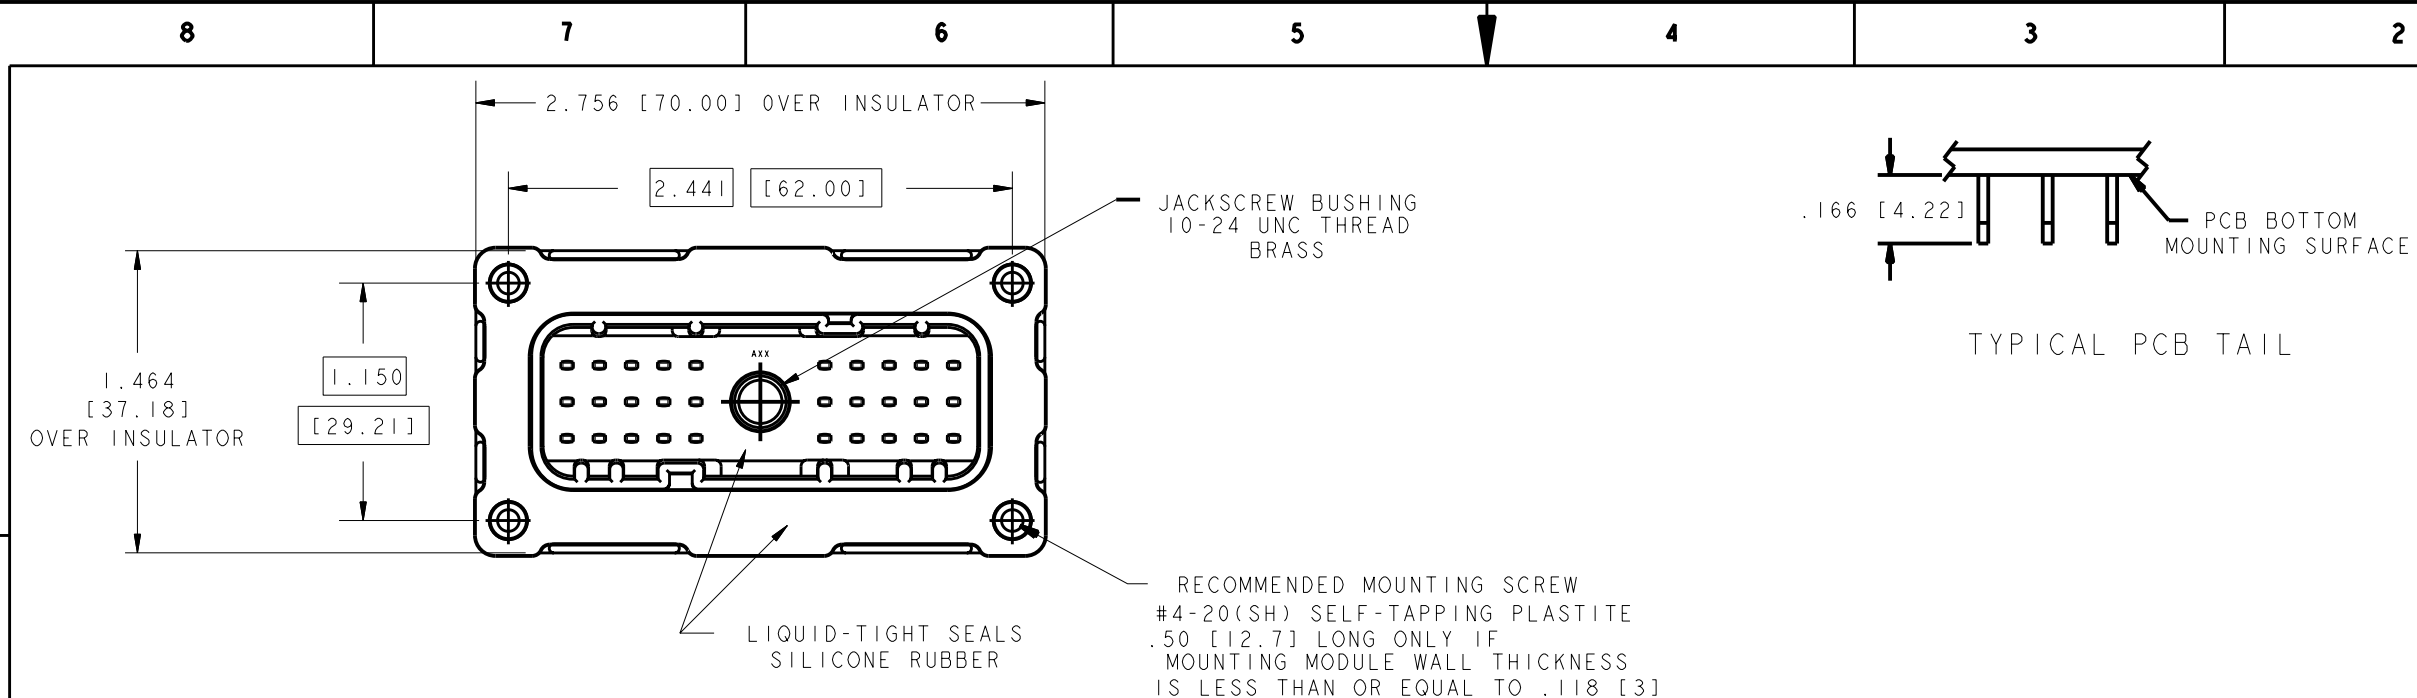 8
7
6
5
4
3
2
2.756 [70.00] OVER INSULATOR
2.441 [62.00]
JACKSCREW BUSHING
10-24 UNC THREAD
BRASS
.166 [4.22]
PCB BOTTOM
MOUNTING SURFACE
TYPICAL PCB TAIL
1.464
[37.18]
OVER INSULATOR
1.150
[29.21]
AXX
LIQUID-TIGHT SEALS
SILICONE RUBBER
RECOMMENDED MOUNTING SCREW
#4-20(SH) SELF-TAPPING PLASTITE
.50 [12.7] LONG ONLY IF
MOUNTING MODULE WALL THICKNESS
IS LESS THAN OR EQUAL TO .118 [3]